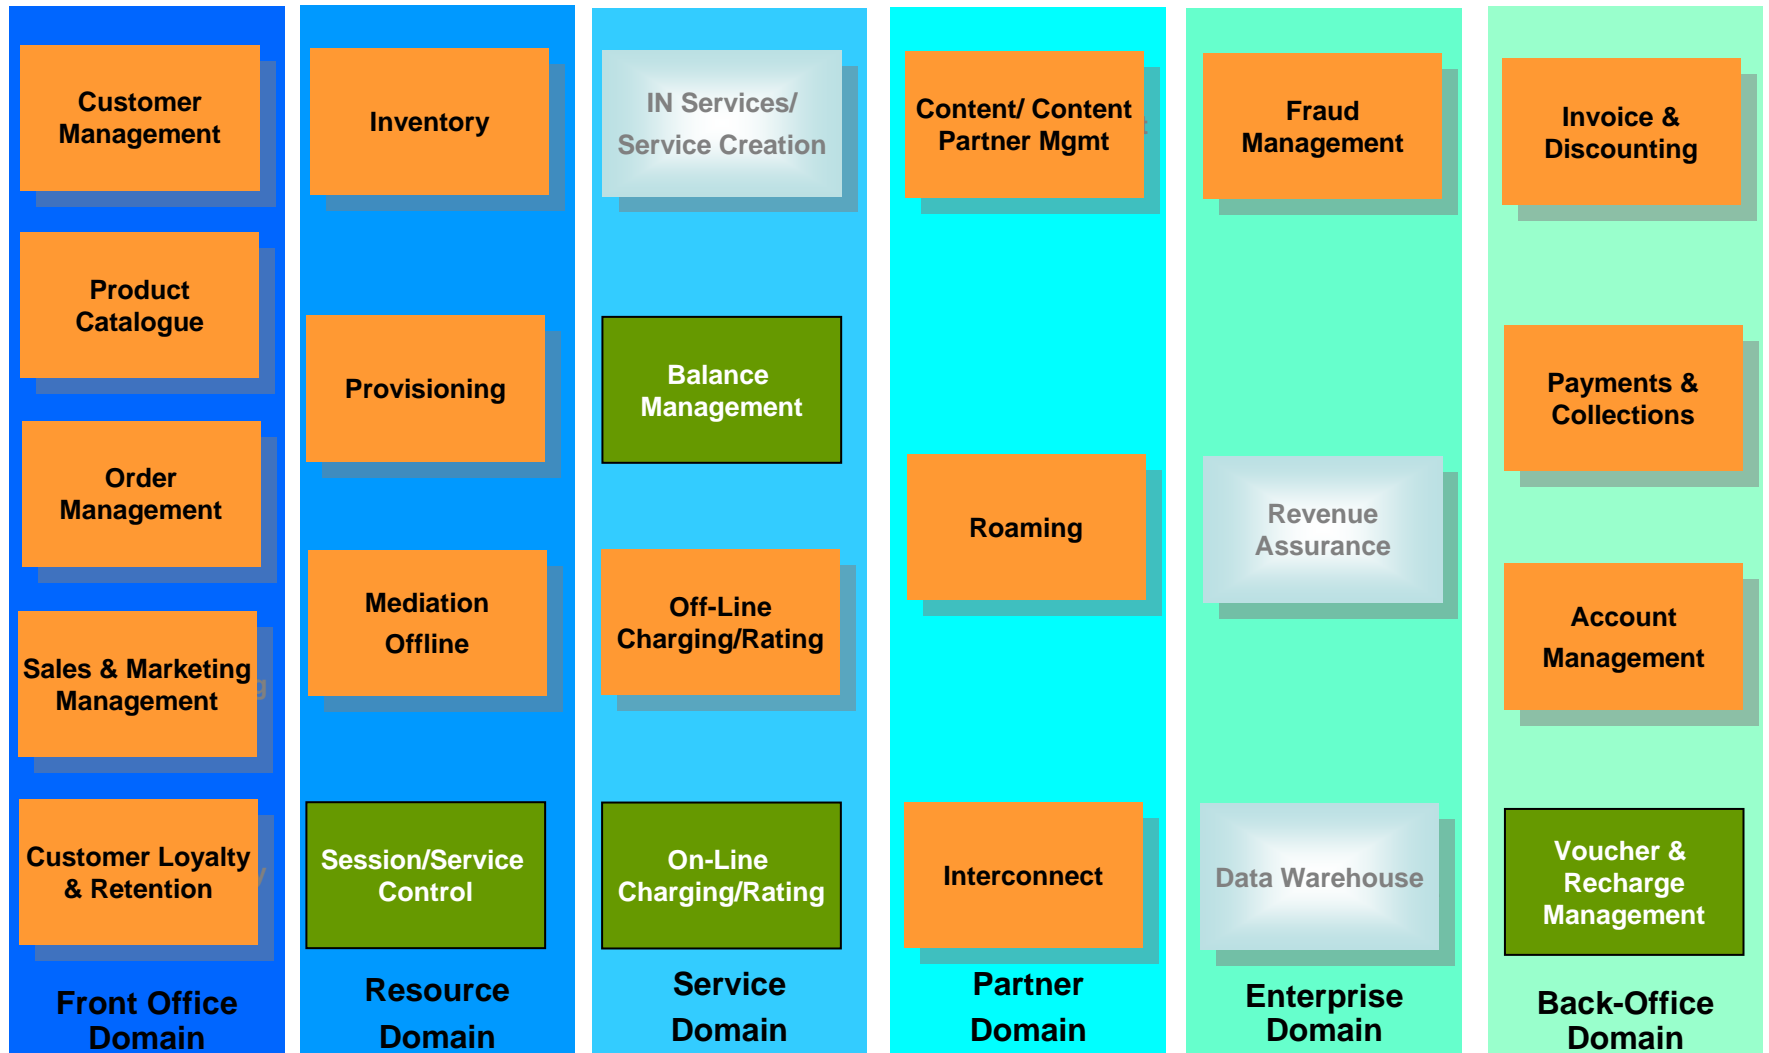 Customer
Management
Product
Catalogue
Order
Management
Sales & Marketing
Management
Customer Loyalty
& Retention
Front Office
Domain
Inventory
Provisioning
Mediation
Offline
Session/Service
Control
Resource
Domain
IN Services/
Service Creation
Balance
Management
Off-Line
Charging/Rating
On-Line
Charging/Rating
Service
Domain
Content/ Content
Partner Mgmt
Roaming
Interconnect
Partner
Domain
Fraud
Management
Revenue
Assurance
Data Warehouse
Enterprise
Domain
Invoice &
Discounting
Payments &
Collections
Account
Management
Voucher &
Recharge
Management
Back-Office
Domain